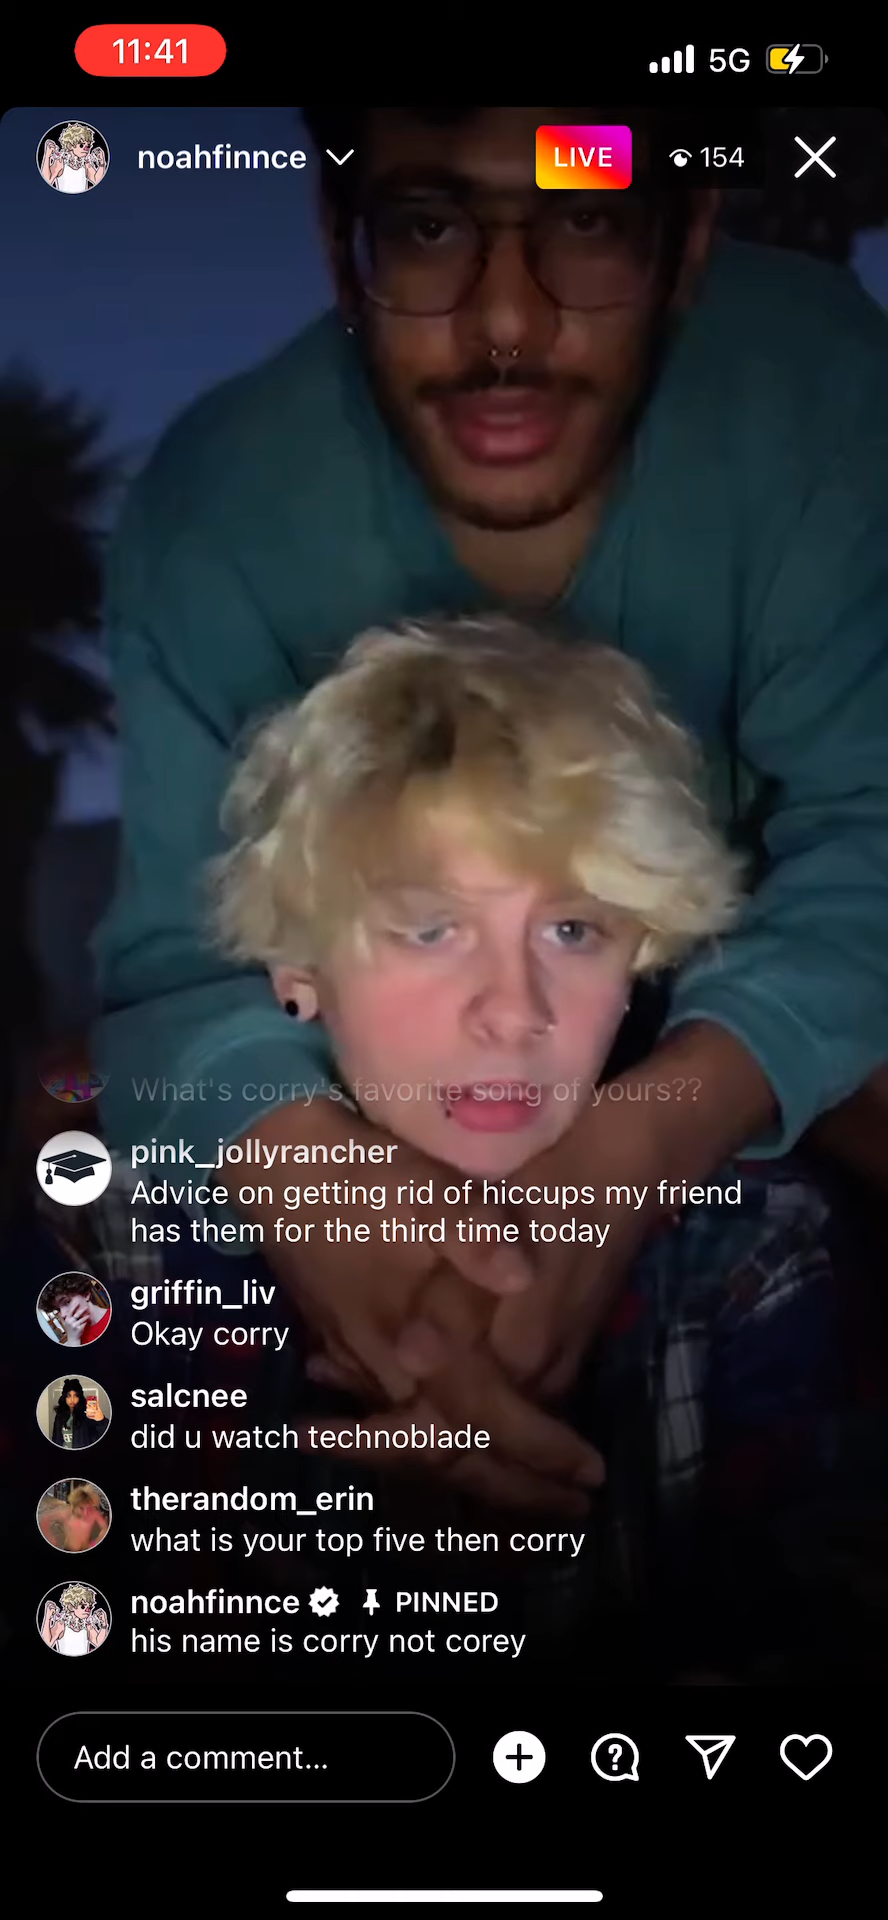 11:41
5G
noahfinnce
LIVE
154
What's corry's favorite song of yours??
pink_jollyrancher
Advice on getting rid of hiccups my friend
has them for the third time today
griffin_liv
Okay corry
salcnee
did u watch technoblade
therandom_erin
what is your top five then corry
noahfinnce PINNED
his name is corry not corey
Add a comment...